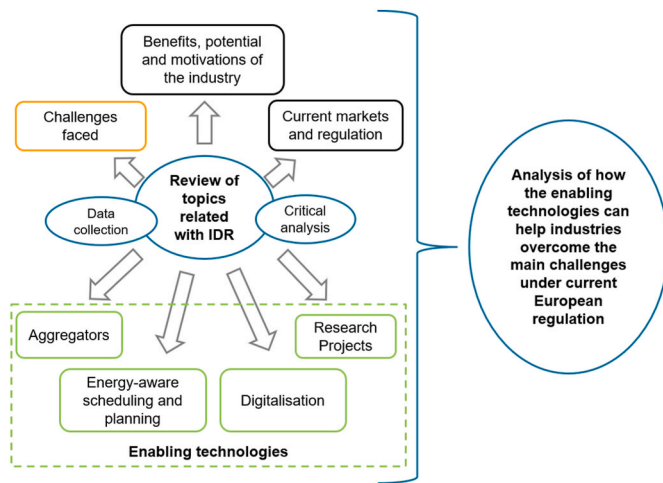 Benefits, potential
and motivations of
the industry
Challenges
faced
Current markets
and regulation
Review of
topics
related
with IDR
Data
collection
Critical
analysis
Aggregators
Research
Projects
Energy-aware
scheduling and
planning
Digitalisation
Enabling technologies
Analysis of how
the enabling
technologies can
help industries
overcome the
main challenges
under current
European
regulation